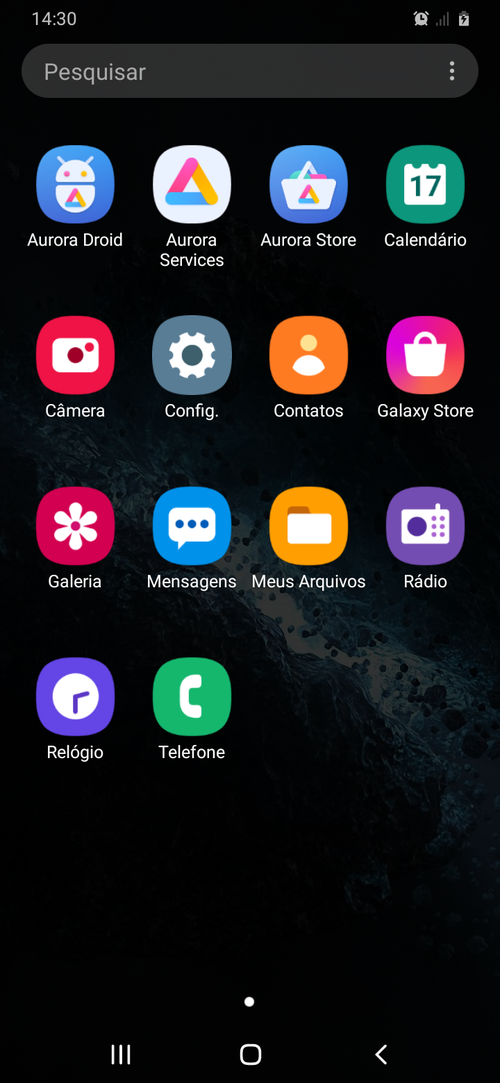 14:30
Pesquisar
Aurora Droid
Aurora
Services
Aurora Store
17
Calendário
Câmera
Config.
Contatos
Galaxy Store
Galeria
Mensagens
Meus Arquivos
Rádio
Relógio
Telefone